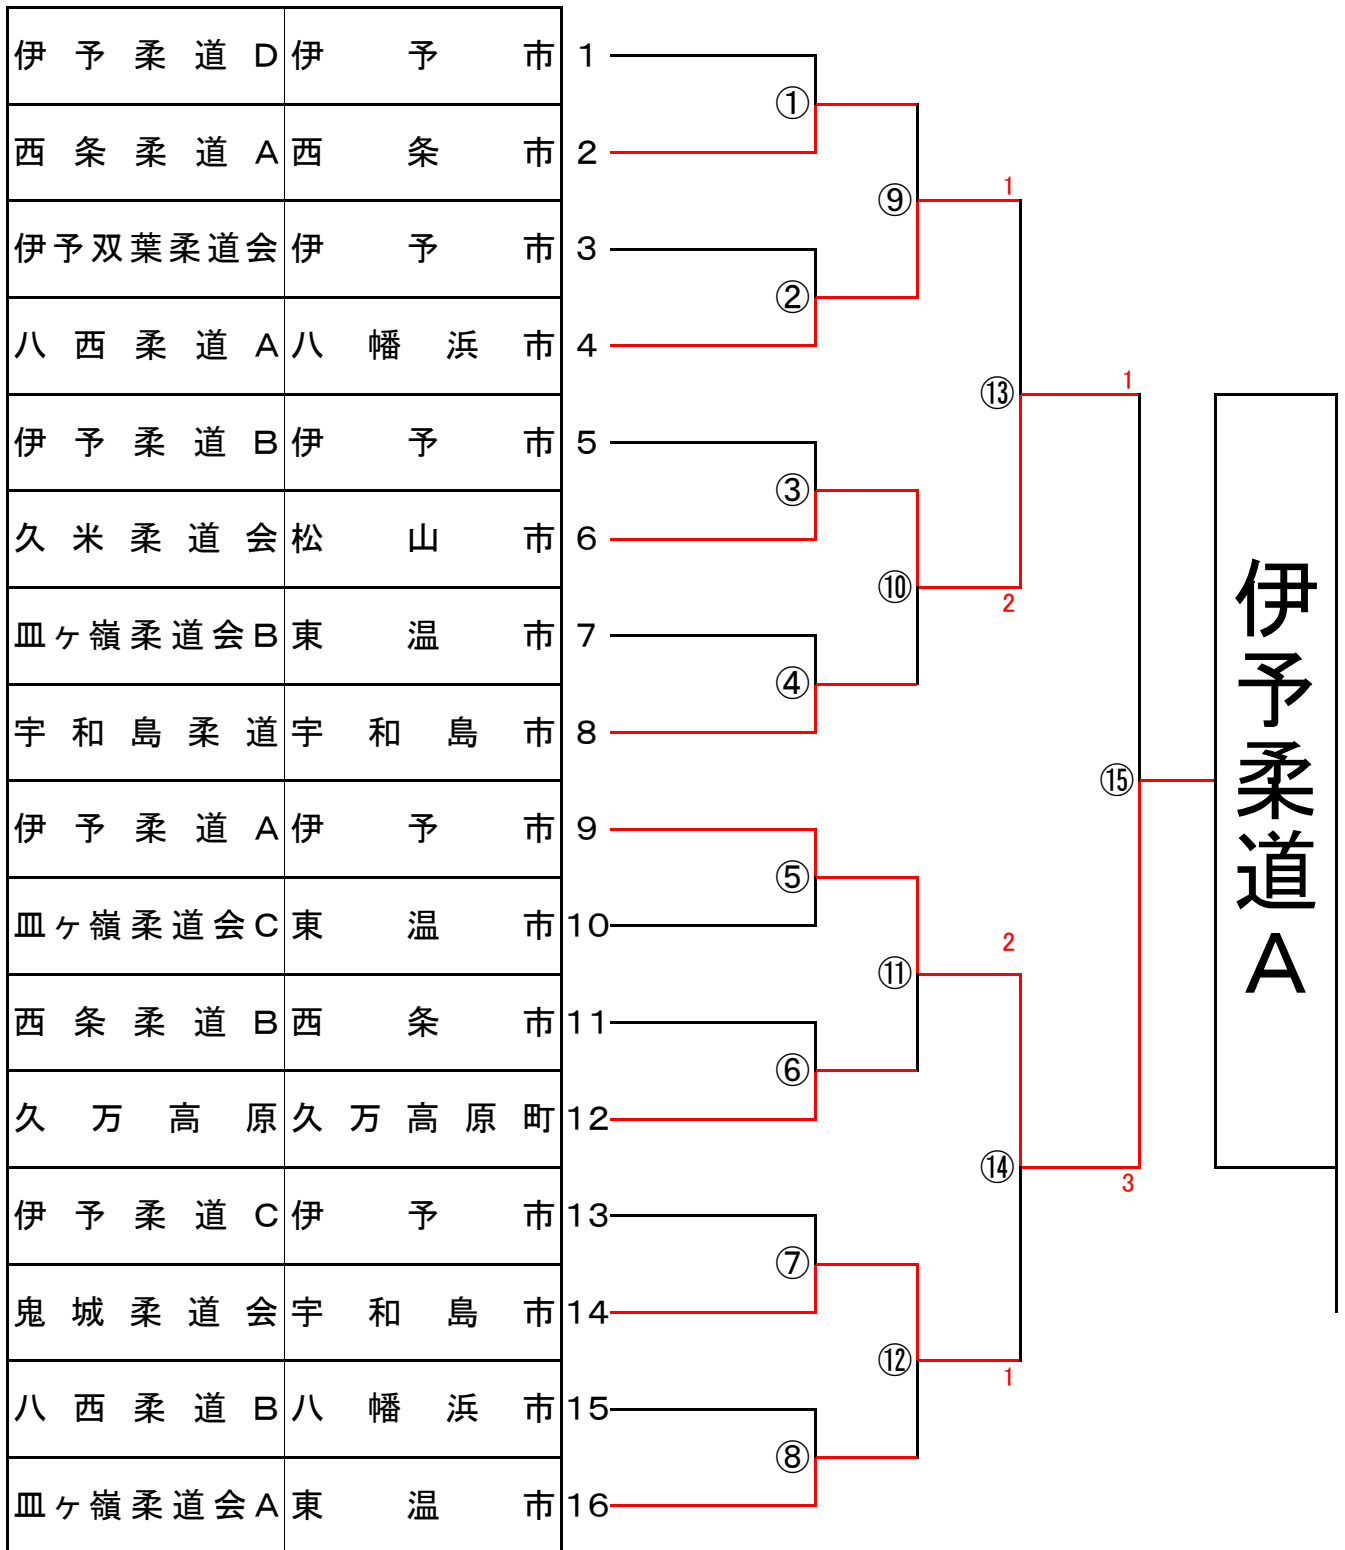 伊予柔道D 伊予市 1
①
西条柔道A 西条市 2
⑨ 1
伊予双葉柔道会 伊予市 3
②
八西柔道A 八幡浜市 4
⑬ 1
伊予柔道B 伊予市 5
③
久米柔道会 松山市 6
⑩ 2
皿ヶ嶺柔道会B 東温市 7
④
宇和島柔道 宇和島市 8
⑮
伊予柔道A
伊予柔道A 伊予市 9
⑤
皿ヶ嶺柔道会C 東温市 10
⑪ 2
西条柔道B 西条市 11
⑥
久万高原 久万高原町 12
⑭ 3
伊予柔道C 伊予市 13
⑦
鬼城柔道会 宇和島市 14
⑫ 1
八西柔道B 八幡浜市 15
⑧
皿ヶ嶺柔道会A 東温市 16